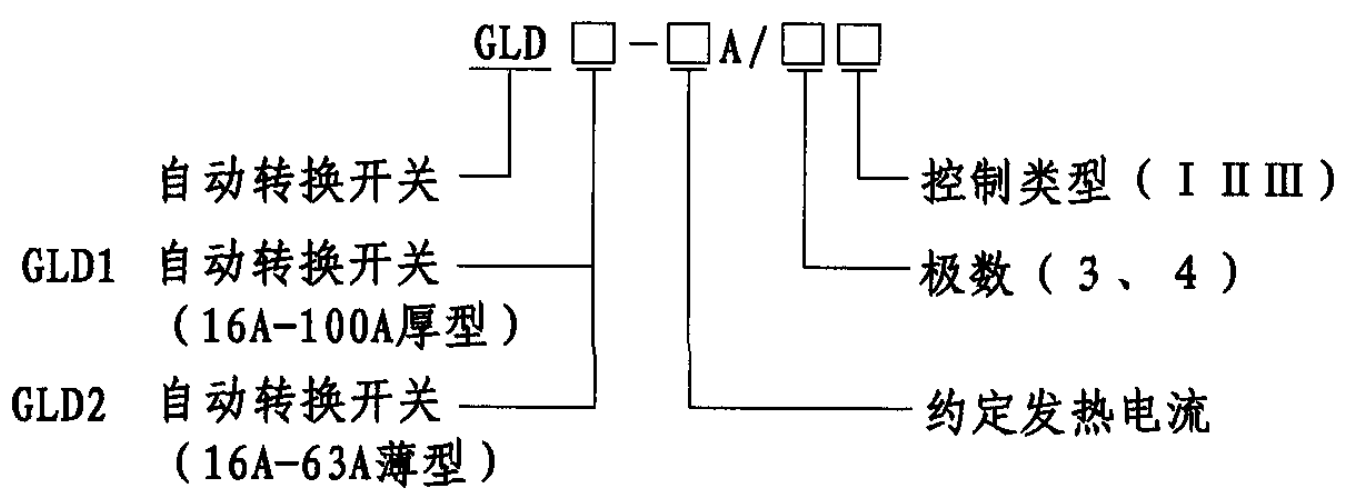 GLD□-□A/□□
自动转换开关
控制类型(Ⅰ Ⅱ Ⅲ)
GLD1 自动转换开关
(16A-100A厚型)
极数(3、4)
GLD2 自动转换开关
(16A-63A薄型)
约定发热电流